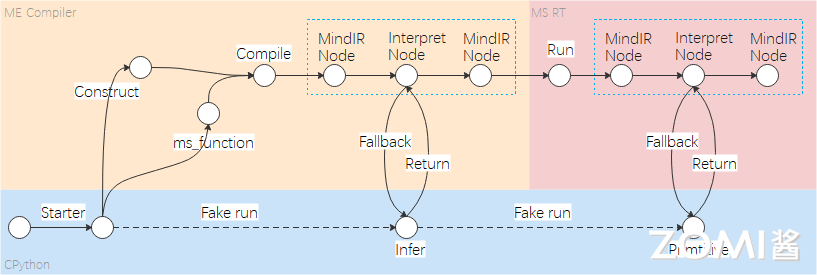 ME Compiler
MS RT
MindIR
Node
Interpret
Node
MindIR
Node
MindIR
Node
Interpret
Node
MindIR
Node
Compile
Run
Construct
ms_function
Fallback
Return
Fallback
Return
Starter
Fake run
Fake run
Infer
Primitive
ZOMI酱
CPython